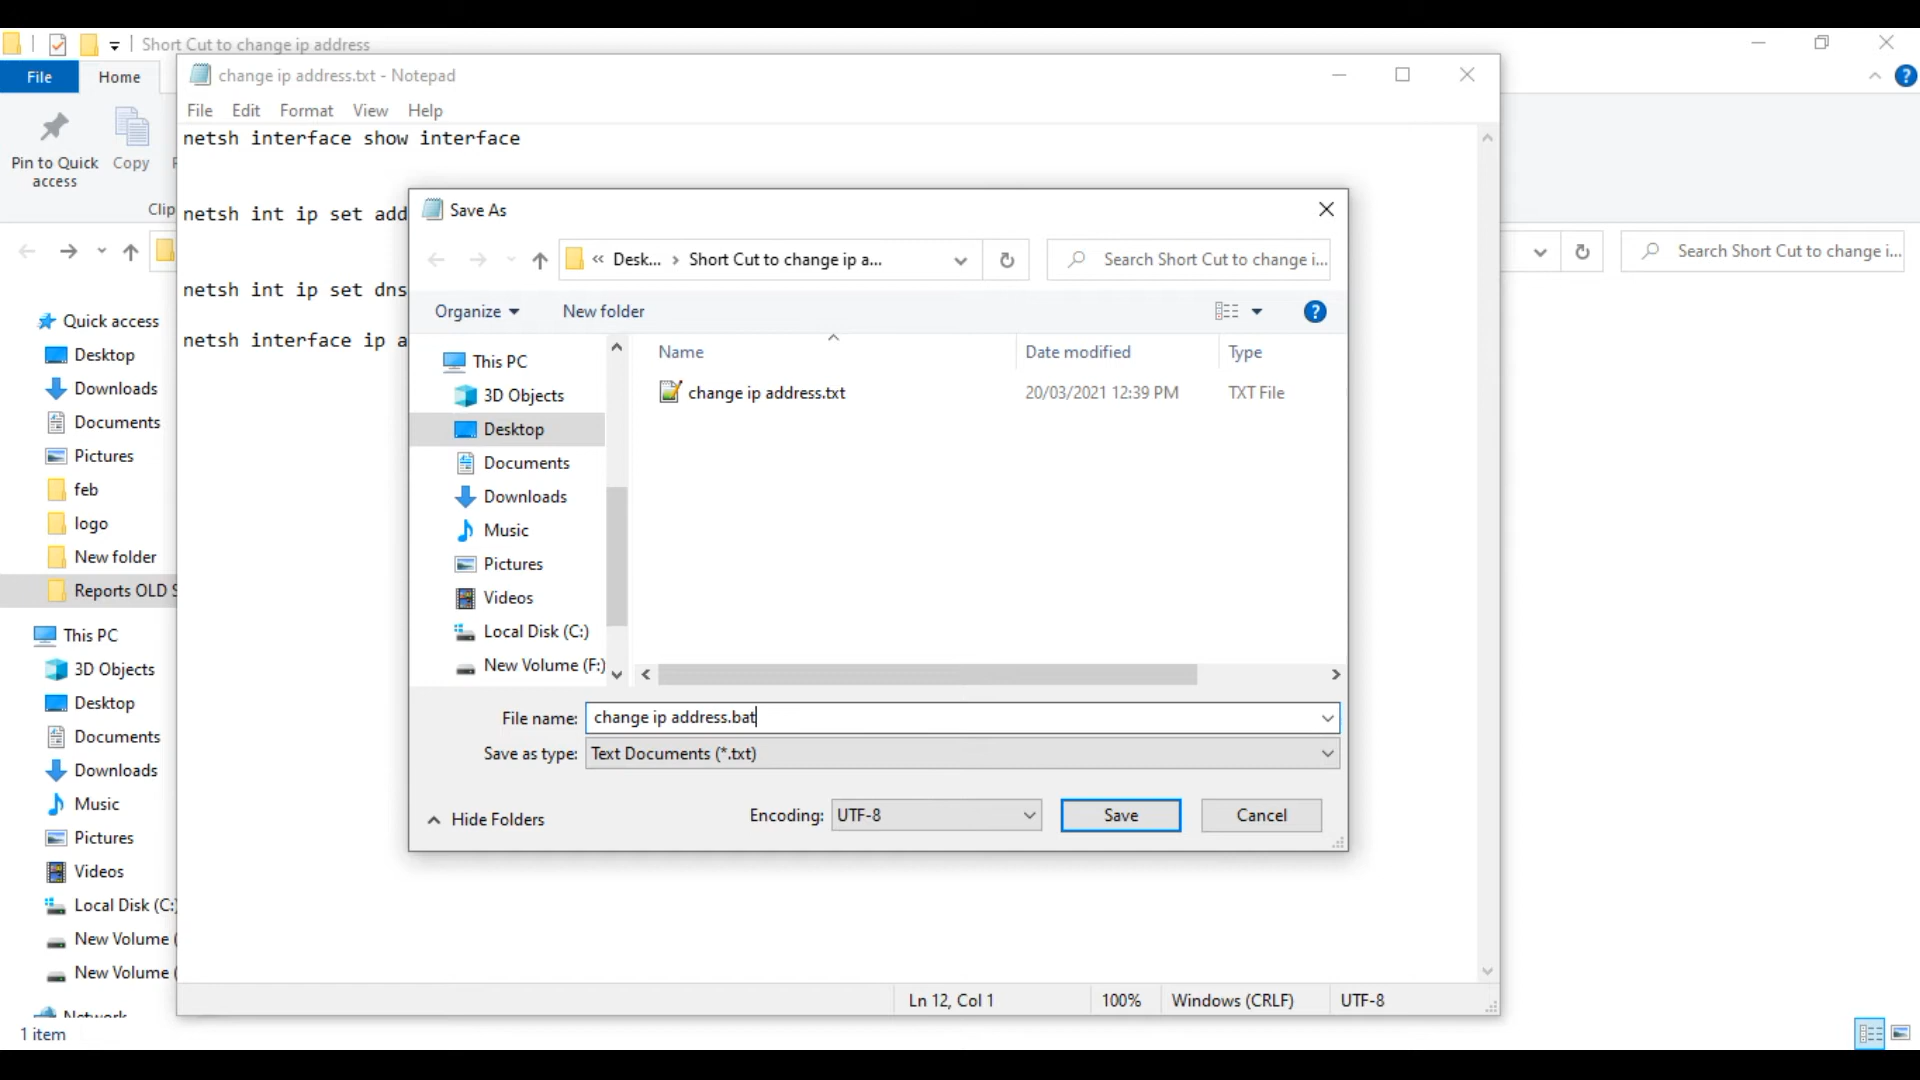 Short Cut to change ip address
File
Home
Pin to Quick access
Copy
Clip
change ip address.txt - Notepad
File Edit Format View Help
netsh interface show interface
netsh int ip set add
netsh int ip set dns
netsh interface ip a
Search Short Cut to change i...
Quick access
Desktop
Downloads
Documents
Pictures
feb
logo
New folder
Reports OLD S
This PC
3D Objects
Desktop
Documents
Downloads
Music
Pictures
Videos
Local Disk (C:)
New Volume (
New Volume (
Network
1 item
Save As
« Desk... › Short Cut to change ip a...
Search Short Cut to change i...
Organize
New folder
This PC
3D Objects
Desktop
Documents
Downloads
Music
Pictures
Videos
Local Disk (C:)
New Volume (F:)
Name Date modified Type
change ip address.txt 20/03/2021 12:39 PM TXT File
File name: change ip address.bat
Save as type: Text Documents (*.txt)
Hide Folders
Encoding: UTF-8
Save
Cancel
Ln 12, Col 1 100% Windows (CRLF) UTF-8